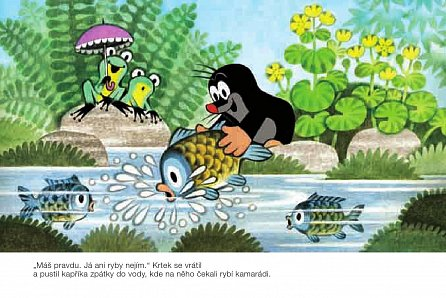 „Máš pravdu. Já ani ryby nejím.“ Krtek se vrátil
a pustil kapříka zpátky do vody, kde na něho čekali rybí kamarádi.